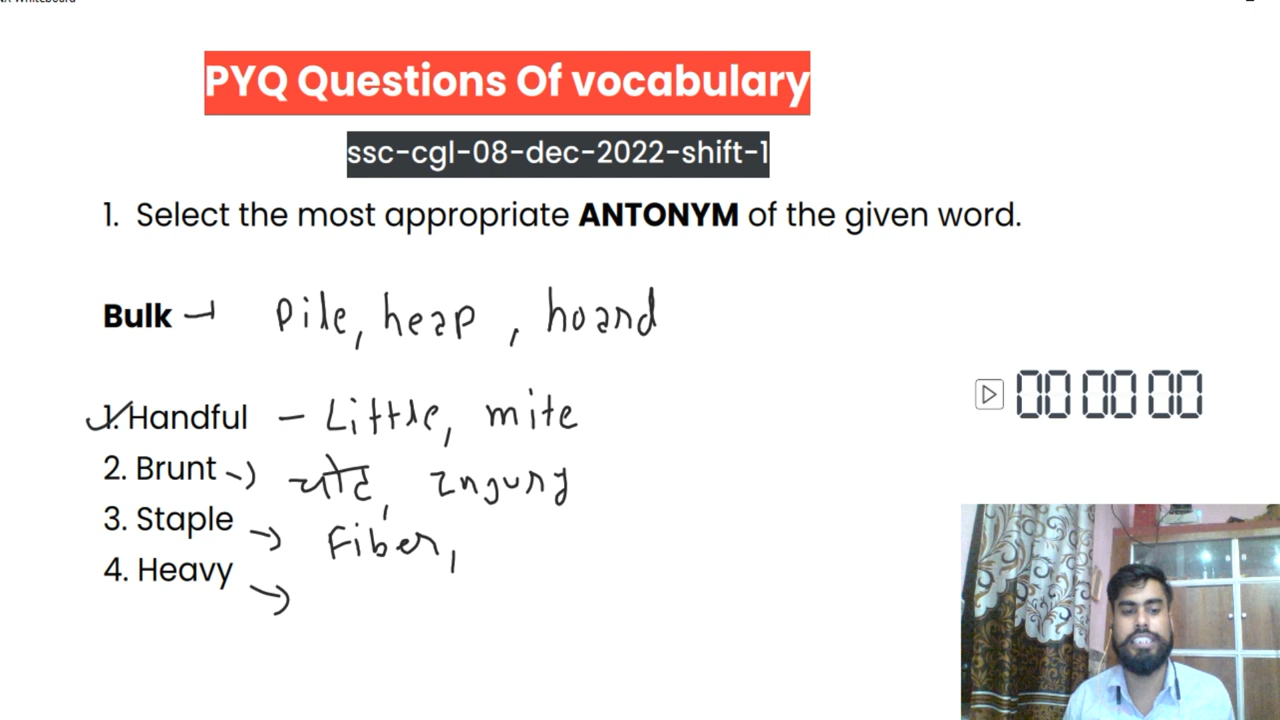 PYQ Questions Of vocabulary
ssc-cgl-08-dec-2022-shift-1
1. Select the most appropriate ANTONYM of the given word.
Bulk → Pile, heap, hoard
1. Handful - Little, mite
2. Brunt → चोट, Ingury
3. Staple → Fiber,
4. Heavy →
00 00 00